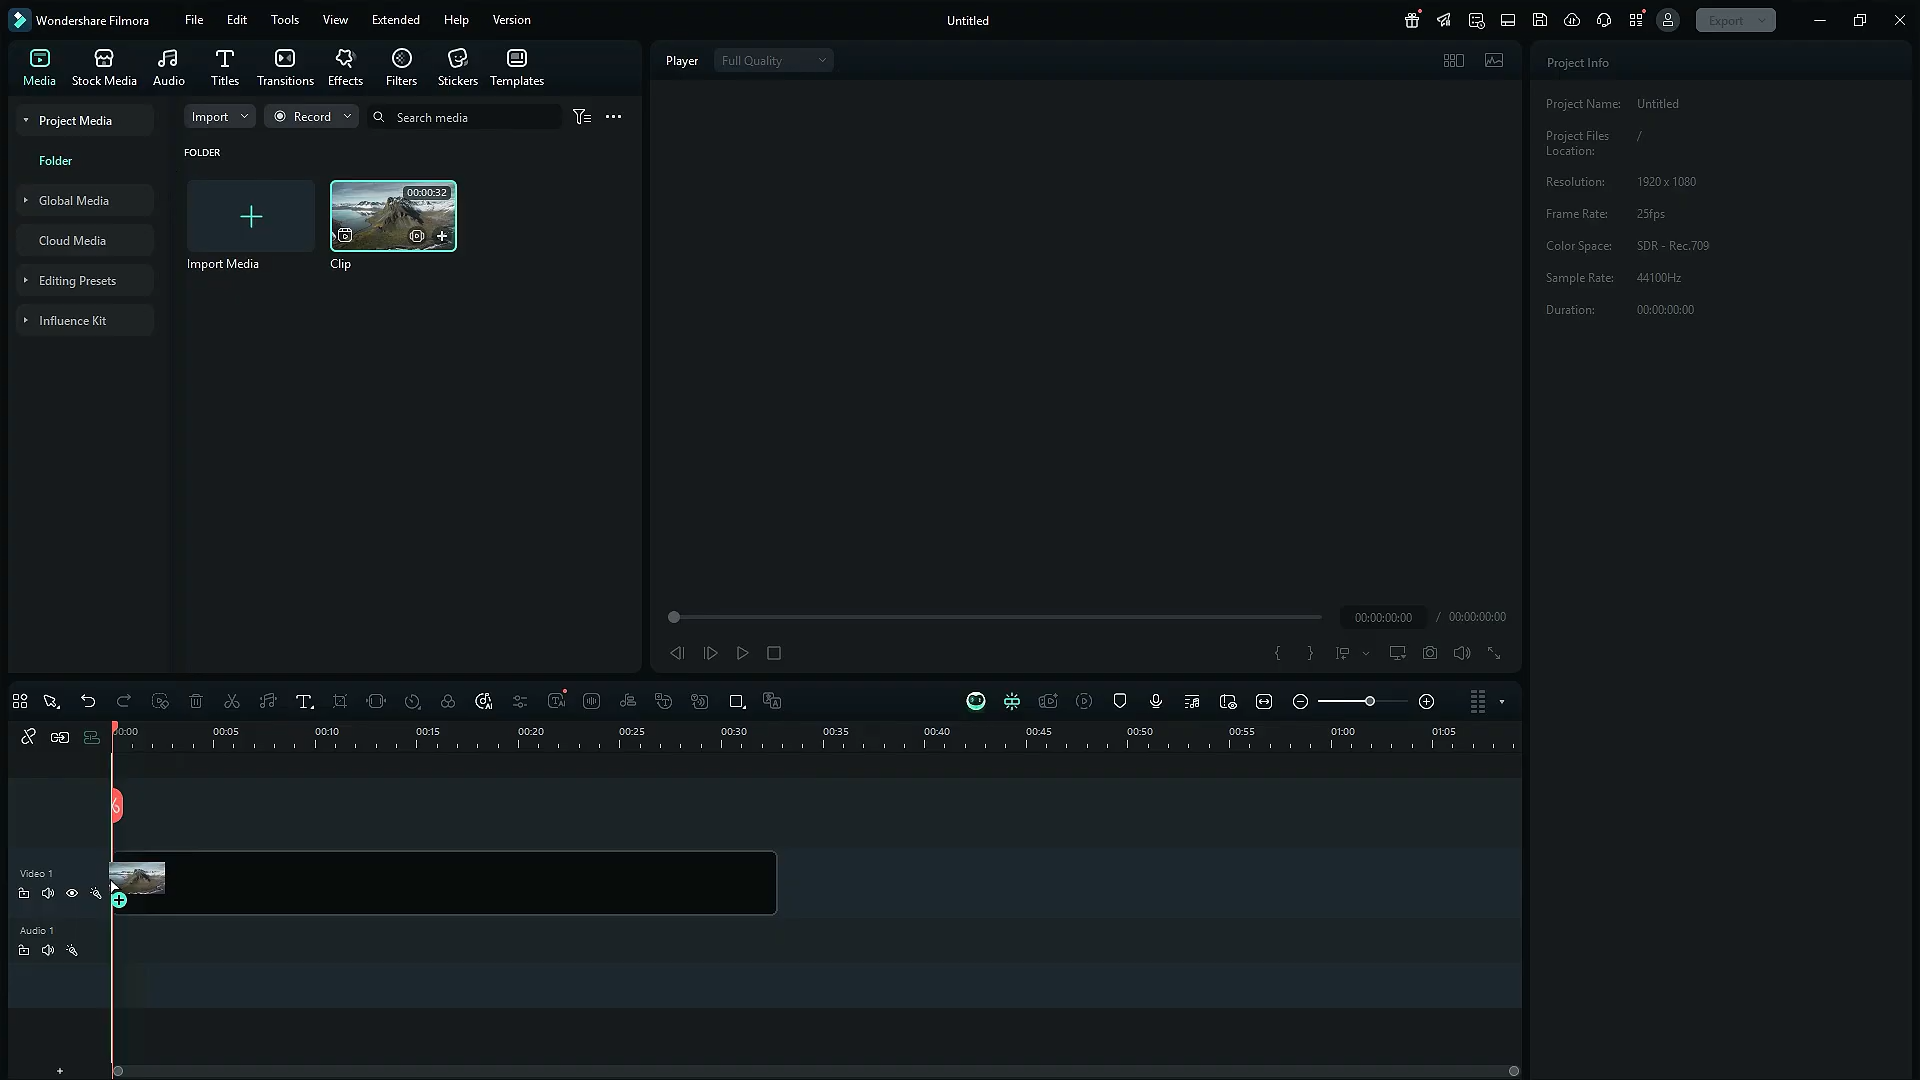 Wondershare Filmora
File Edit Tools View Extended Help Version
Untitled
Export
Media Stock Media Audio Titles Transitions Effects Filters Stickers Templates
Player Full Quality
Project Info
Project Media
Folder
Global Media
Cloud Media
Editing Presets
Influence Kit
Import Record Search media
FOLDER
00:00:32
Import Media Clip
Project Name: Untitled
Project Files Location: /
Resolution: 1920 x 1080
Frame Rate: 25fps
Color Space: SDR - Rec.709
Sample Rate: 44100Hz
Duration: 00:00:00:00
00:00:00:00 / 00:00:00:00
00:00 00:05 00:10 00:15 00:20 00:25 00:30 00:35 00:40 00:45 00:50 00:55 01:00 01:05
Video 1
Audio 1